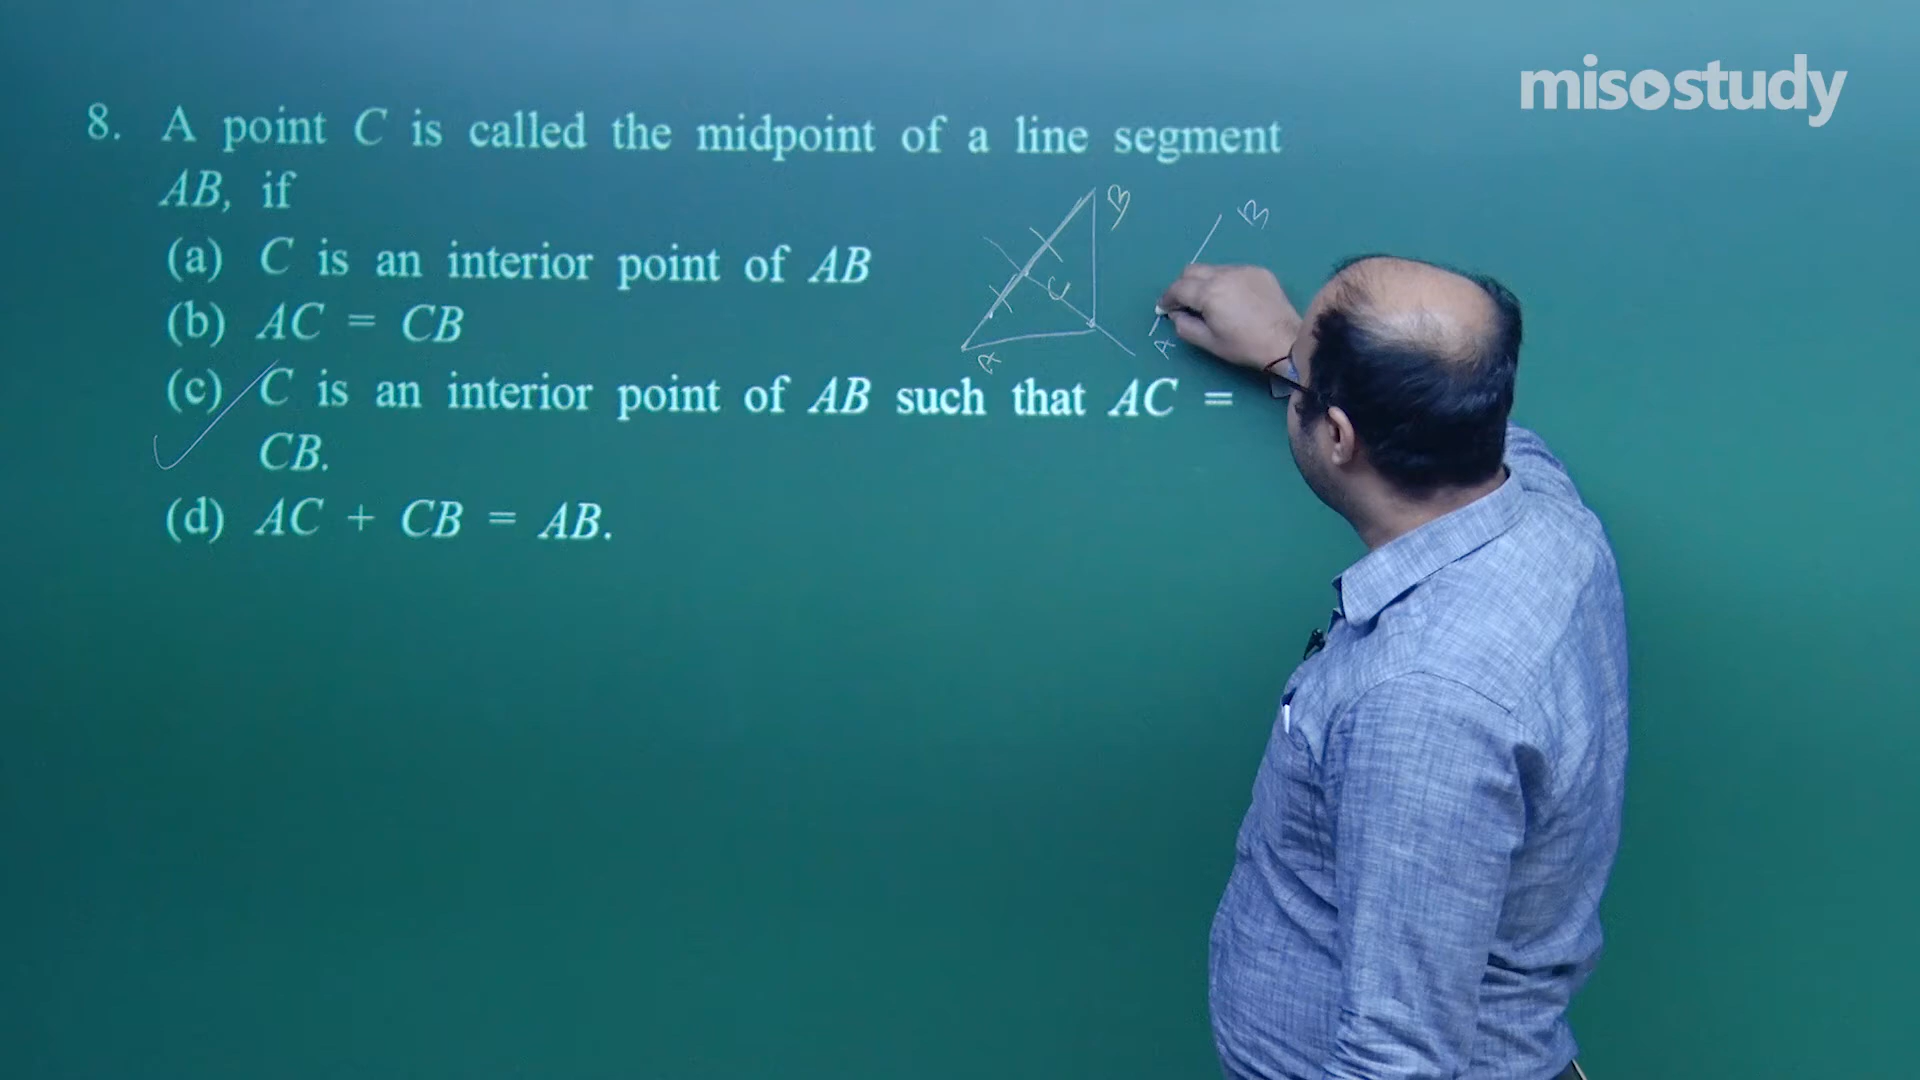 misostudy
8. A point C is called the midpoint of a line segment
AB, if
(a) C is an interior point of AB
(b) AC = CB
(c) C is an interior point of AB such that AC =
CB.
(d) AC + CB = AB.
B
C
A
B
A